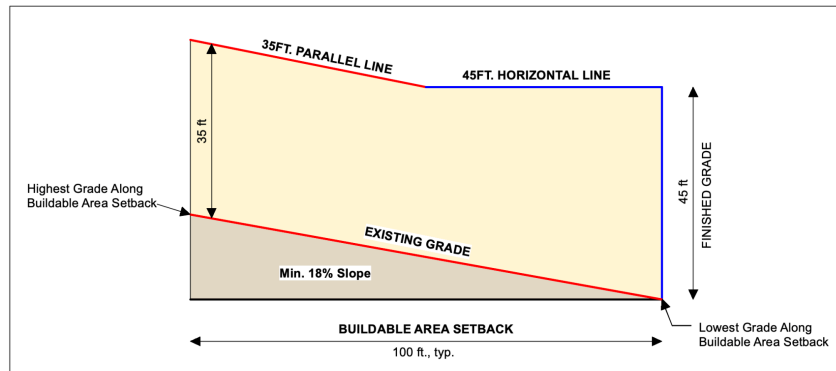 35FT. PARALLEL LINE
45FT. HORIZONTAL LINE
35 ft
45 ft
FINISHED GRADE
Highest Grade Along
Buildable Area Setback
EXISTING GRADE
Min. 18% Slope
BUILDABLE AREA SETBACK
100 ft., typ.
Lowest Grade Along
Buildable Area Setback